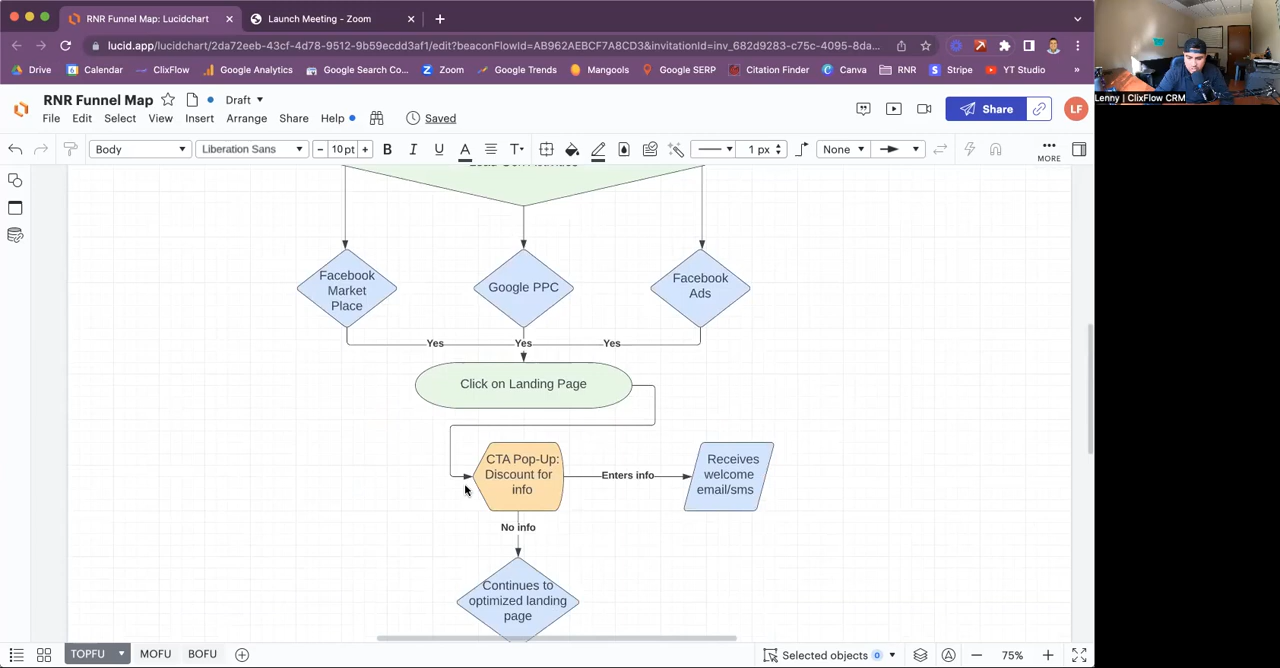 RNR Funnel Map: Lucidchart
Launch Meeting - Zoom
lucid.app/lucidchart/2da72eeb-43cf-4d78-9512-9b59ecdd3af1/edit?beaconFlowId=AB962AEBCF7A8CD3&invitationId=inv_682d9283-c75c-4095-8da...
Drive
Calendar
ClixFlow
Google Analytics
Google Search Co...
Zoom
Google Trends
Mangools
Google SERP
Citation Finder
Canva
RNR
Stripe
YT Studio
»
Lenny | ClixFlow CRM
RNR Funnel Map
Draft
File Edit Select View Insert Arrange Share Help
Saved
Share
LF
Body
Liberation Sans
10 pt
B I U A T
1 px
None
MORE
Facebook
Market
Place
Google PPC
Facebook
Ads
Yes
Yes
Yes
Click on Landing Page
CTA Pop-Up:
Discount for
info
Enters info
Receives
welcome
email/sms
No info
Continues to
optimized landing
page
TOPFU
MOFU
BOFU
Selected objects 0
75%